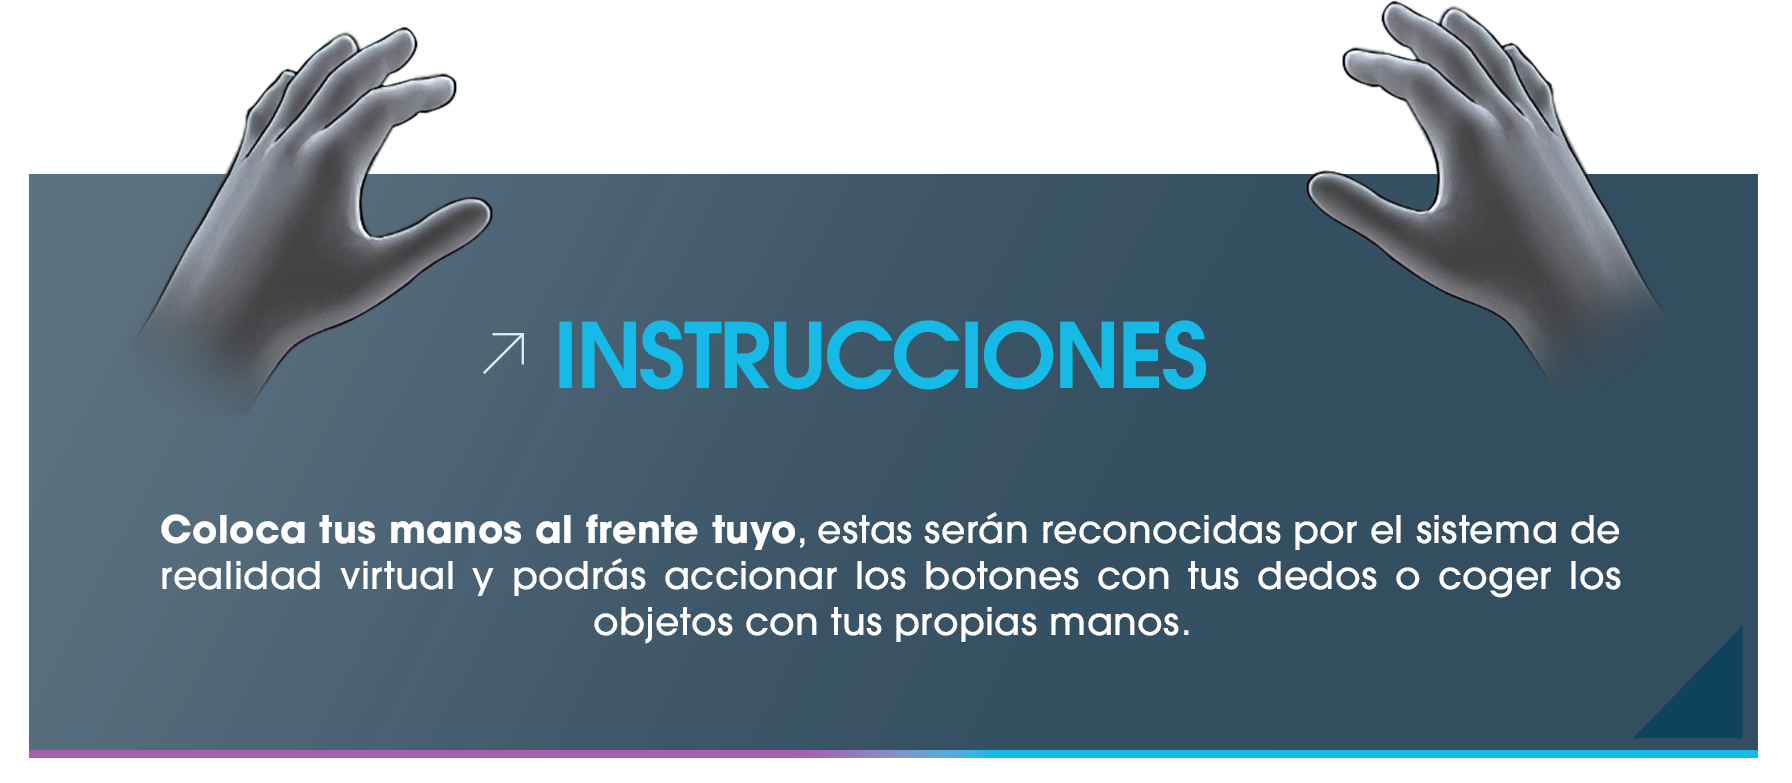 INSTRUCCIONES
Coloca tus manos al frente tuyo, estas serán reconocidas por el sistema de
realidad virtual y podrás accionar los botones con tus dedos o coger los
objetos con tus propias manos.